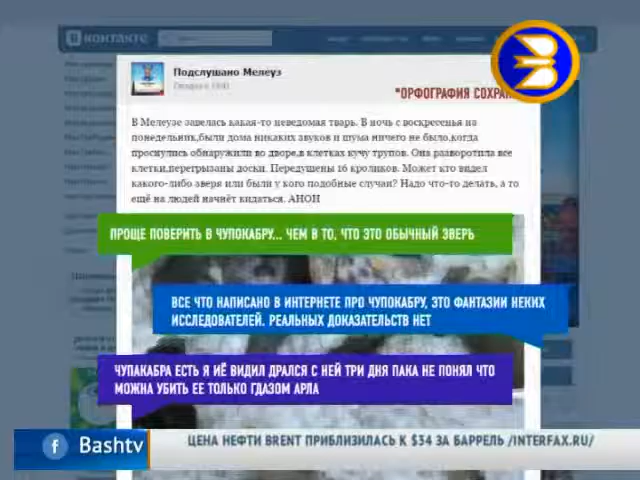 вконтакте
Подслушано Мелеуз
*ОРФОГРАФИЯ СОХРАН
В Мелеузе завелась какая-то неведомая тварь. В ночь с воскресенья на
понедельник,были дома никаких звуков и шума ничего не было,когда
проснулись обнаружили во дворе,в клетках кучу трупов. Она разворотила все
клетки,перегрызаны доски. Передушены 16 кроликов. Может кто видел
какого-либо зверя или были у кого подобные случаи? Надо что-то делать, а то
ещё на людей начнёт кидаться. АНОН
ПРОЩЕ ПОВЕРИТЬ В ЧУПОКАБРУ... ЧЕМ В ТО, ЧТО ЭТО ОБЫЧНЫЙ ЗВЕРЬ
ВСЕ ЧТО НАПИСАНО В ИНТЕРНЕТЕ ПРО ЧУПОКАБРУ, ЭТО ФАНТАЗИИ НЕКИХ
ИССЛЕДОВАТЕЛЕЙ. РЕАЛЬНЫХ ДОКАЗАТЕЛЬСТВ НЕТ
ЧУПАКАБРА ЕСТЬ Я ИЁ ВИДИЛ ДРАЛСЯ С НЕЙ ТРИ ДНЯ ПАКА НЕ ПОНЯЛ ЧТО
МОЖНА УБИТЬ ЕЕ ТОЛЬКО ГДАЗОМ АРЛА
f Bashtv
ЦЕНА НЕФТИ BRENT ПРИБЛИЗИЛАСЬ К $34 ЗА БАРРЕЛЬ /INTERFAX.RU/